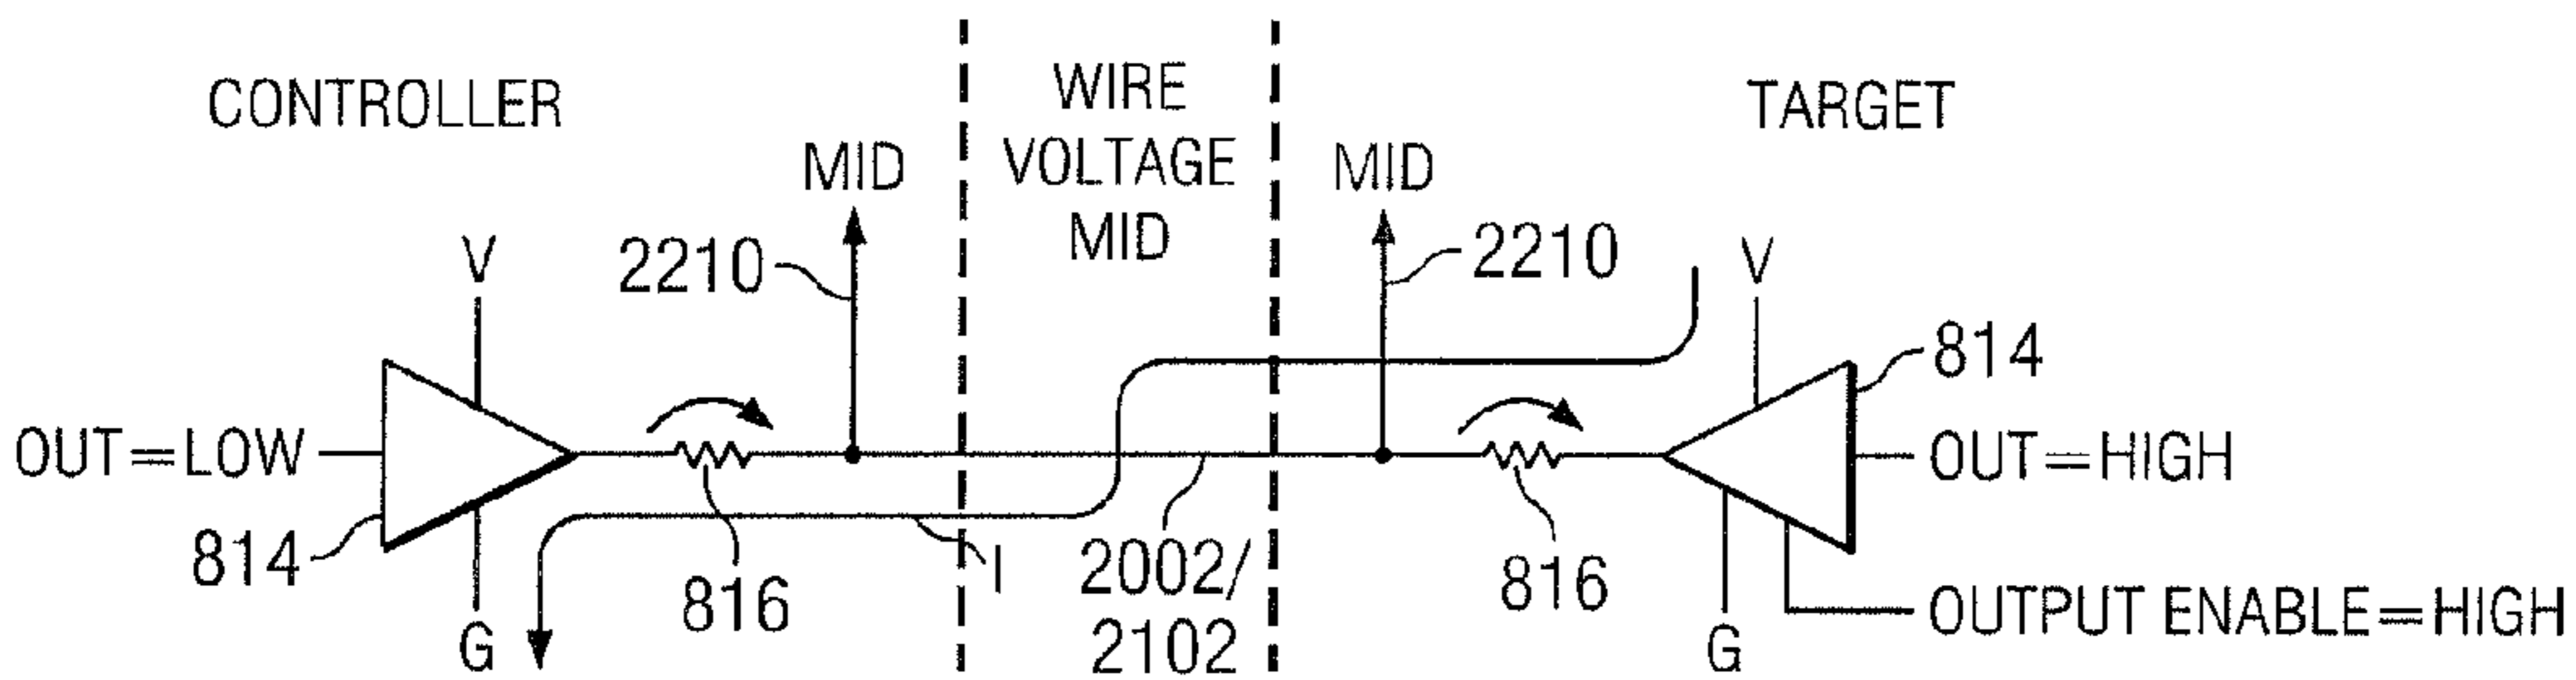 CONTROLLER
WIRE
VOLTAGE
MID
TARGET
MID
MID
V
2210
2210
V
814
OUT=LOW
OUT=HIGH
814
816
I
2002/
2102
816
G
G
OUTPUT ENABLE=HIGH